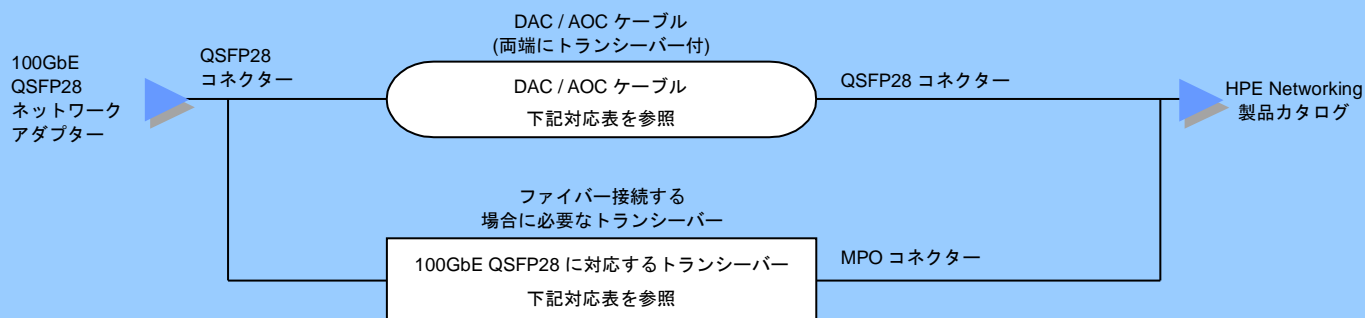 100GbE
QSFP28
ネットワーク
アダプター
QSFP28
コネクター
DAC / AOC ケーブル
(両端にトランシーバー付)
DAC / AOC ケーブル
下記対応表を参照
QSFP28 コネクター
HPE Networking
製品カタログ
ファイバー接続する
場合に必要なトランシーバー
100GbE QSFP28 に対応するトランシーバー
下記対応表を参照
MPO コネクター